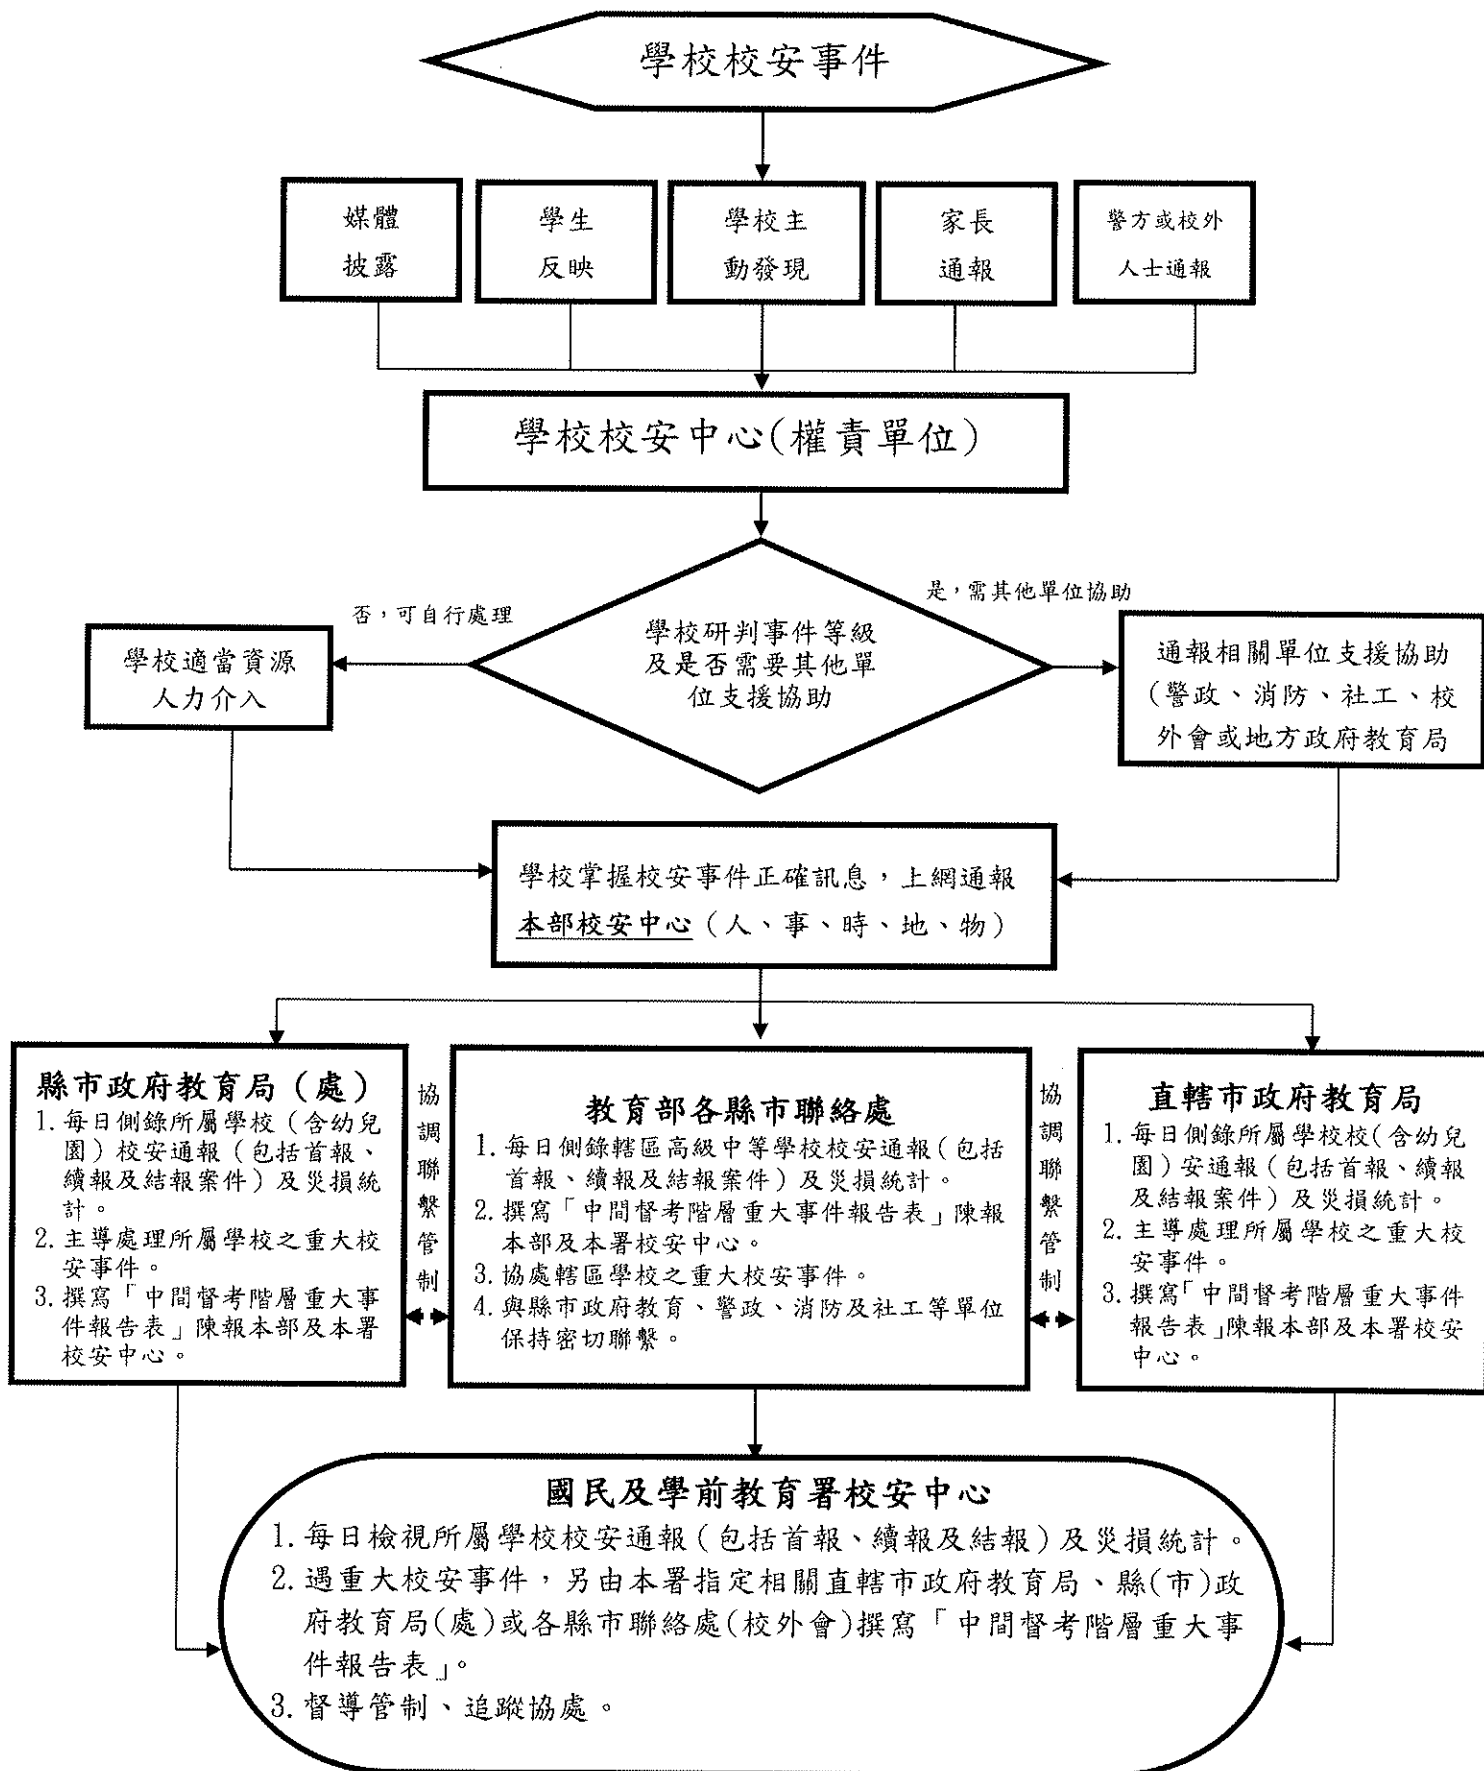 學校校安事件
媒體
披露
學生
反映
學校主
動發現
家長
通報
警方或校外
人士通報
學校校安中心(權責單位)
否，可自行處理
是，需其他單位協助
學校研判事件等級
及是否需要其他單
位支援協助
學校適當資源
人力介入
通報相關單位支援協助
(警政、消防、社工、校
外會或地方政府教育局
學校掌握校安事件正確訊息，上網通報
本部校安中心（人、事、時、地、物）
縣市政府教育局（處）
1. 每日側錄所屬學校（含幼兒
園）校安通報（包括首報、
續報及結報案件）及災損統
計。
2. 主導處理所屬學校之重大校
安事件。
3. 撰寫「中間督考階層重大事
件報告表」陳報本部及本署
校安中心。
協調聯繫管制
教育部各縣市聯絡處
1. 每日側錄轄區高級中等學校校安通報(包括
首報、續報及結報案件）及災損統計。
2. 撰寫「中間督考階層重大事件報告表」陳報
本部及本署校安中心。
3. 協處轄區學校之重大校安事件。
4. 與縣市政府教育、警政、消防及社工等單位
保持密切聯繫。
協調聯繫管制
直轄市政府教育局
1. 每日側錄所屬學校校(含幼兒
園）安通報(包括首報、續報
及結報案件）及災損統計。
2. 主導處理所屬學校之重大校
安事件。
3. 撰寫「中間督考階層重大事件
報告表」陳報本部及本署校安
中心。
國民及學前教育署校安中心
1. 每日檢視所屬學校校安通報(包括首報、續報及結報)及災損統計。
2. 遇重大校安事件，另由本署指定相關直轄市政府教育局、縣(市)政
府教育局(處)或各縣市聯絡處(校外會)撰寫「中間督考階層重大事
件報告表」。
3. 督導管制、追蹤協處。